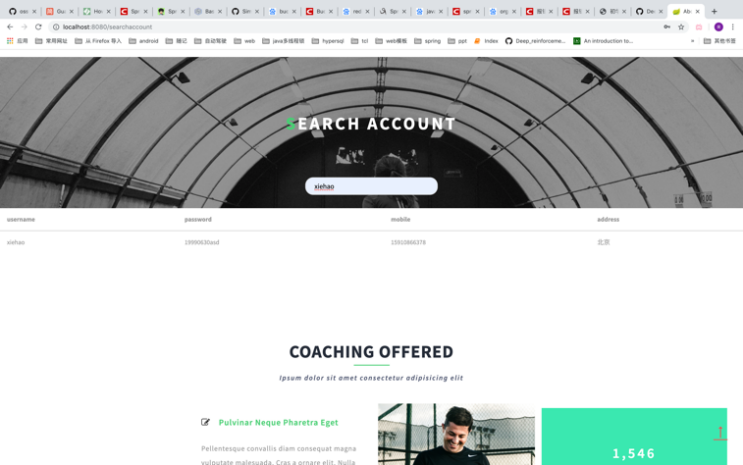 localhost:8080/searchaccount
应用 常用网址 从 Firefox 导入 android 随记 自动驾驶 web java多线程锁 hypersql tcl web模板 spring ppt Index Deep_reinforceme... An introduction to... » 其他书签
SEARCH ACCOUNT
xiehao
username password mobile address
xiehao 19990630asd 15910866378 北京
COACHING OFFERED
Ipsum dolor sit amet consectetur adipisicing elit
Pulvinar Neque Pharetra Eget
Pellentesque convallis diam consequat magna
vulputate malesuada. Cras a ornare elit. Nulla
1,546